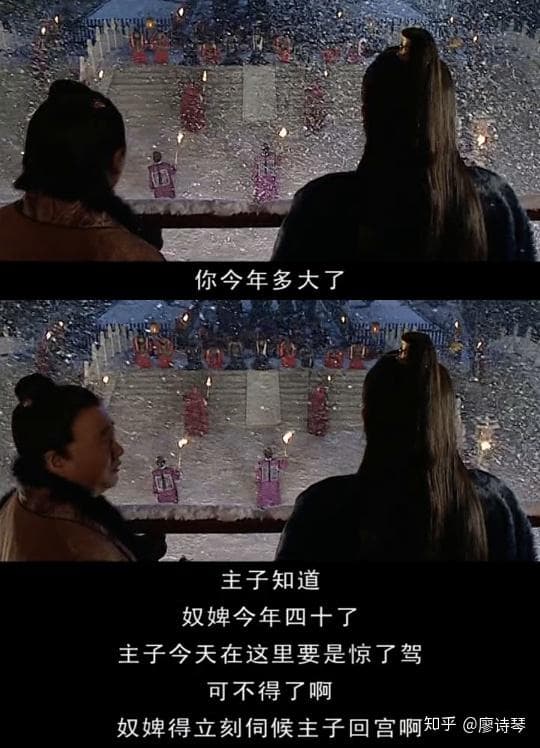 你今年多大了
主子知道
奴婢今年四十了
主子今天在这里要是惊了驾
可不得了啊
奴婢得立刻伺候主子回宫啊
知乎 @廖诗琴